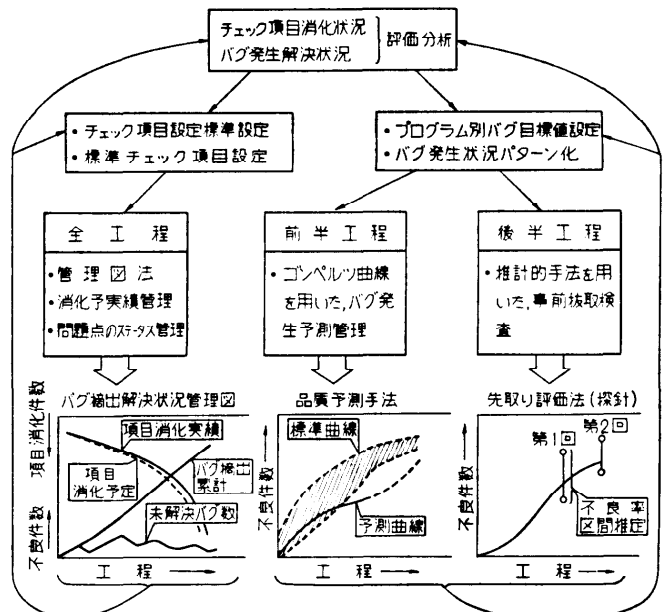 チェック項目消化状況
バグ発生解決状況
評価分析
・チェック項目設定標準設定
・標準チェック項目設定
・プログラム別バグ目標値設定
・バグ発生状況パターン化
全工程
・管理図法
・消化予実績管理
・問題点のステータス管理
前半工程
・ゴンペルツ曲線
を用いた,バグ発
生予測管理
後半工程
・推計的手法を用
いた,事前抜取検
査
バグ摘出解決状況管理図
項目消化件数
不良件数
項目消化実績
項目
消化予定
バグ摘出
累計
未解決バグ数
工程
品質予測手法
不良件数
標準曲線
予測曲線
工程
先取り評価法(探針)
不良件数
第1回
第2回
不良率
区間推定
工程